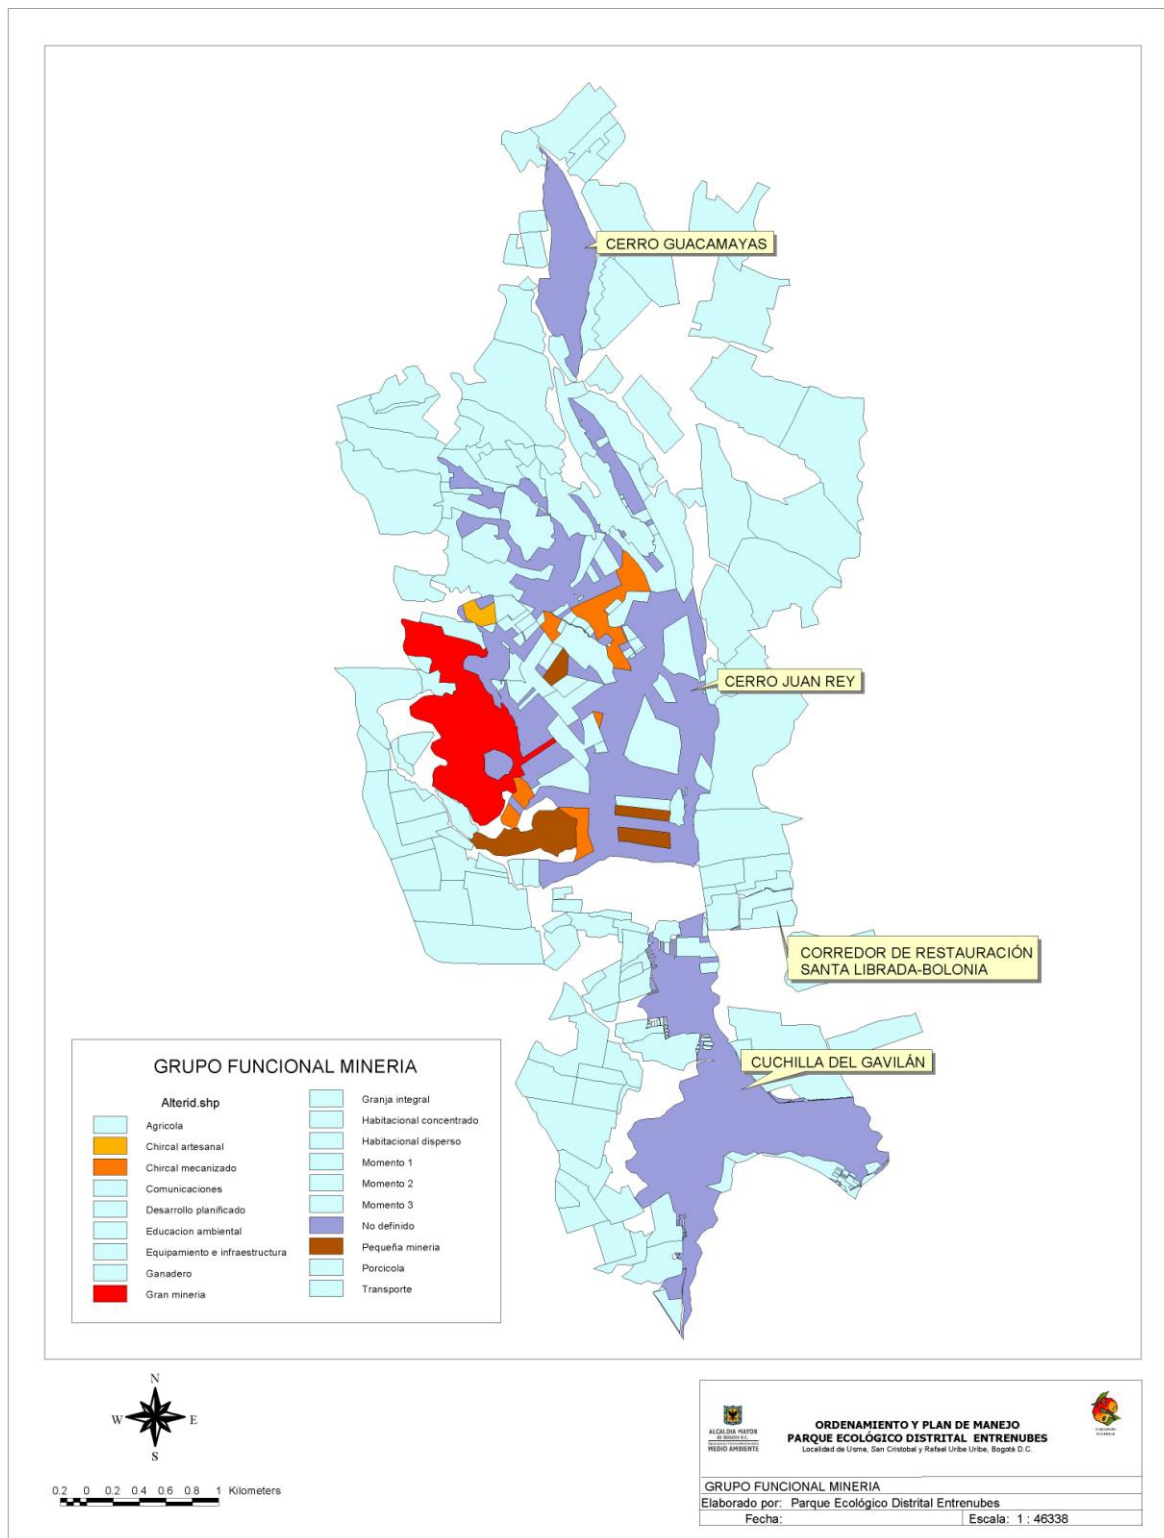 CERRO GUACAMAYAS
CERRO JUAN REY
CORREDOR DE RESTAURACIÓN
SANTA LIBRADA-BOLONIA
CUCHILLA DEL GAVILÁN
GRUPO FUNCIONAL MINERIA
Alterid.shp
Agricola
Chircal artesanal
Chircal mecanizado
Comunicaciones
Desarrollo planificado
Educacion ambiental
Equipamiento e infraestructura
Ganadero
Gran mineria
Granja integral
Habitacional concentrado
Habitacional disperso
Momento 1
Momento 2
Momento 3
No definido
Pequeña mineria
Porcicola
Transporte
N
W E
S
0.2 0 0.2 0.4 0.6 0.8 1 Kilometers
ALCALDIA MAYOR
DE BOGOTA D.C.
MEDIO AMBIENTE
ORDENAMIENTO Y PLAN DE MANEJO
PARQUE ECOLÓGICO DISTRITAL ENTRENUBES
Localidad de Usme, San Cristobal y Rafael Uribe Uribe, Bogotá D.C.
GRUPO FUNCIONAL MINERIA
Elaborado por: Parque Ecológico Distrital Entrenubes
Fecha: Escala: 1 : 46338